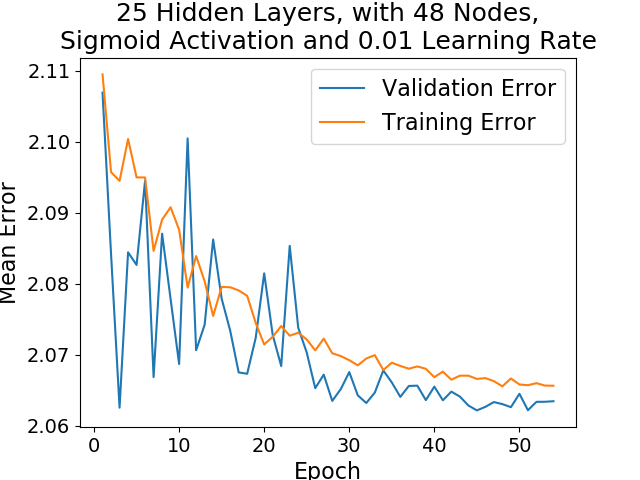 25 Hidden Layers, with 48 Nodes,
Sigmoid Activation and 0.01 Learning Rate
Validation Error
Training Error
2.11
2.10
2.09
2.08
2.07
2.06
Mean Error
0 10 20 30 40 50
Epoch